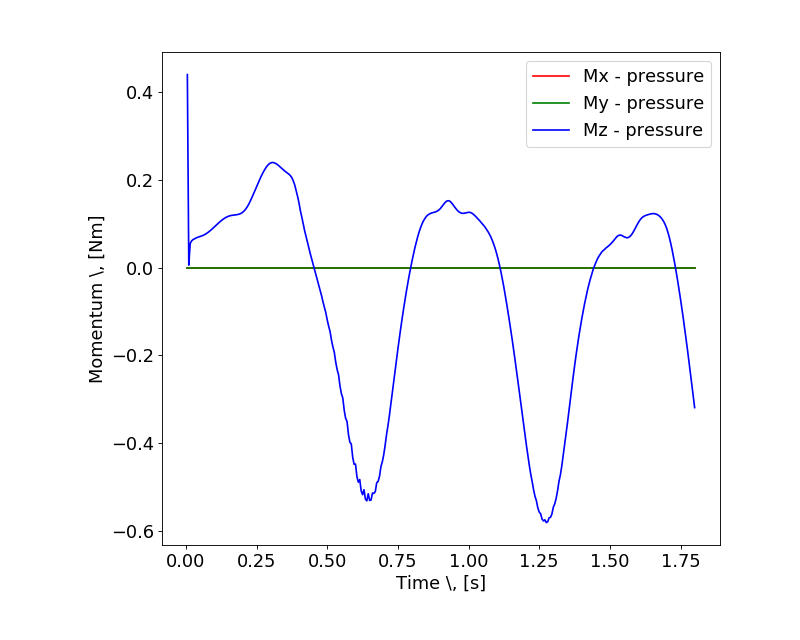 Mx - pressure
My - pressure
Mz - pressure
0.4
0.2
0.0
−0.2
−0.4
−0.6
Momentum \, [Nm]
0.00 0.25 0.50 0.75 1.00 1.25 1.50 1.75
Time \, [s]